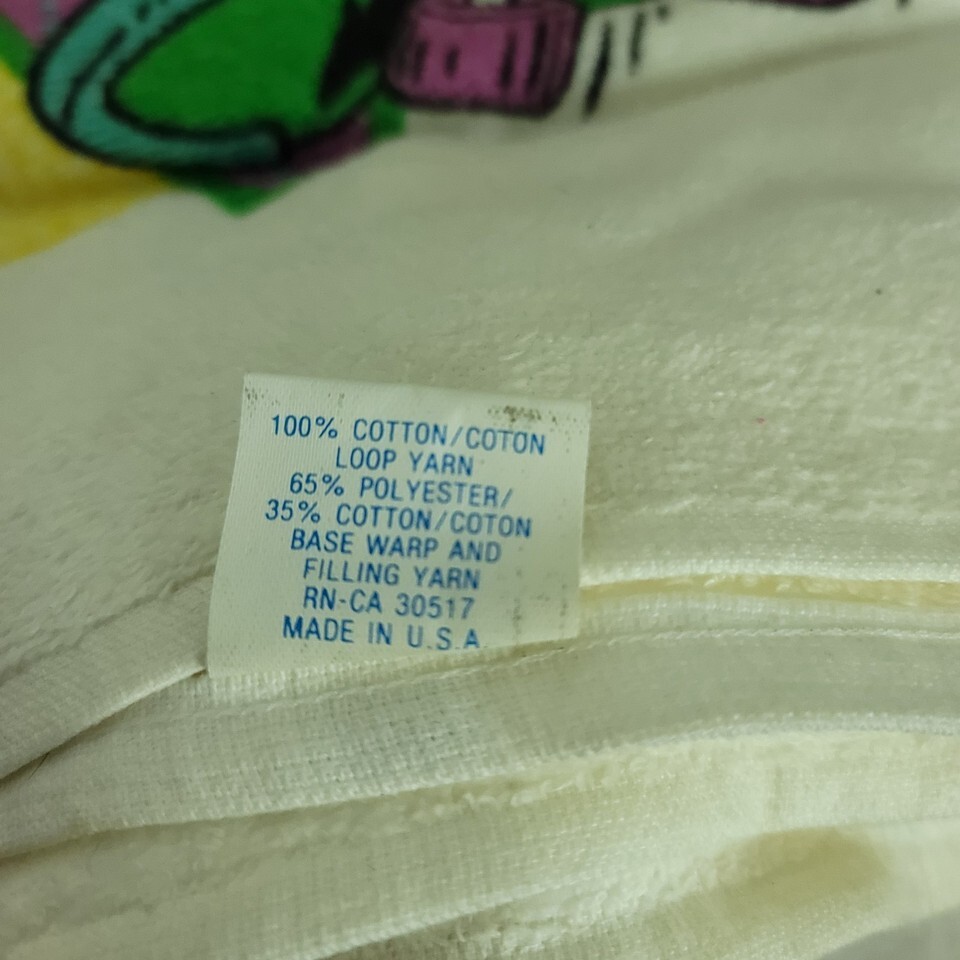 100% COTTON/COTON
LOOP YARN
65% POLYESTER/
35% COTTON/COTON
BASE WARP AND
FILLING YARN
RN-CA 30517
MADE IN U.S.A.